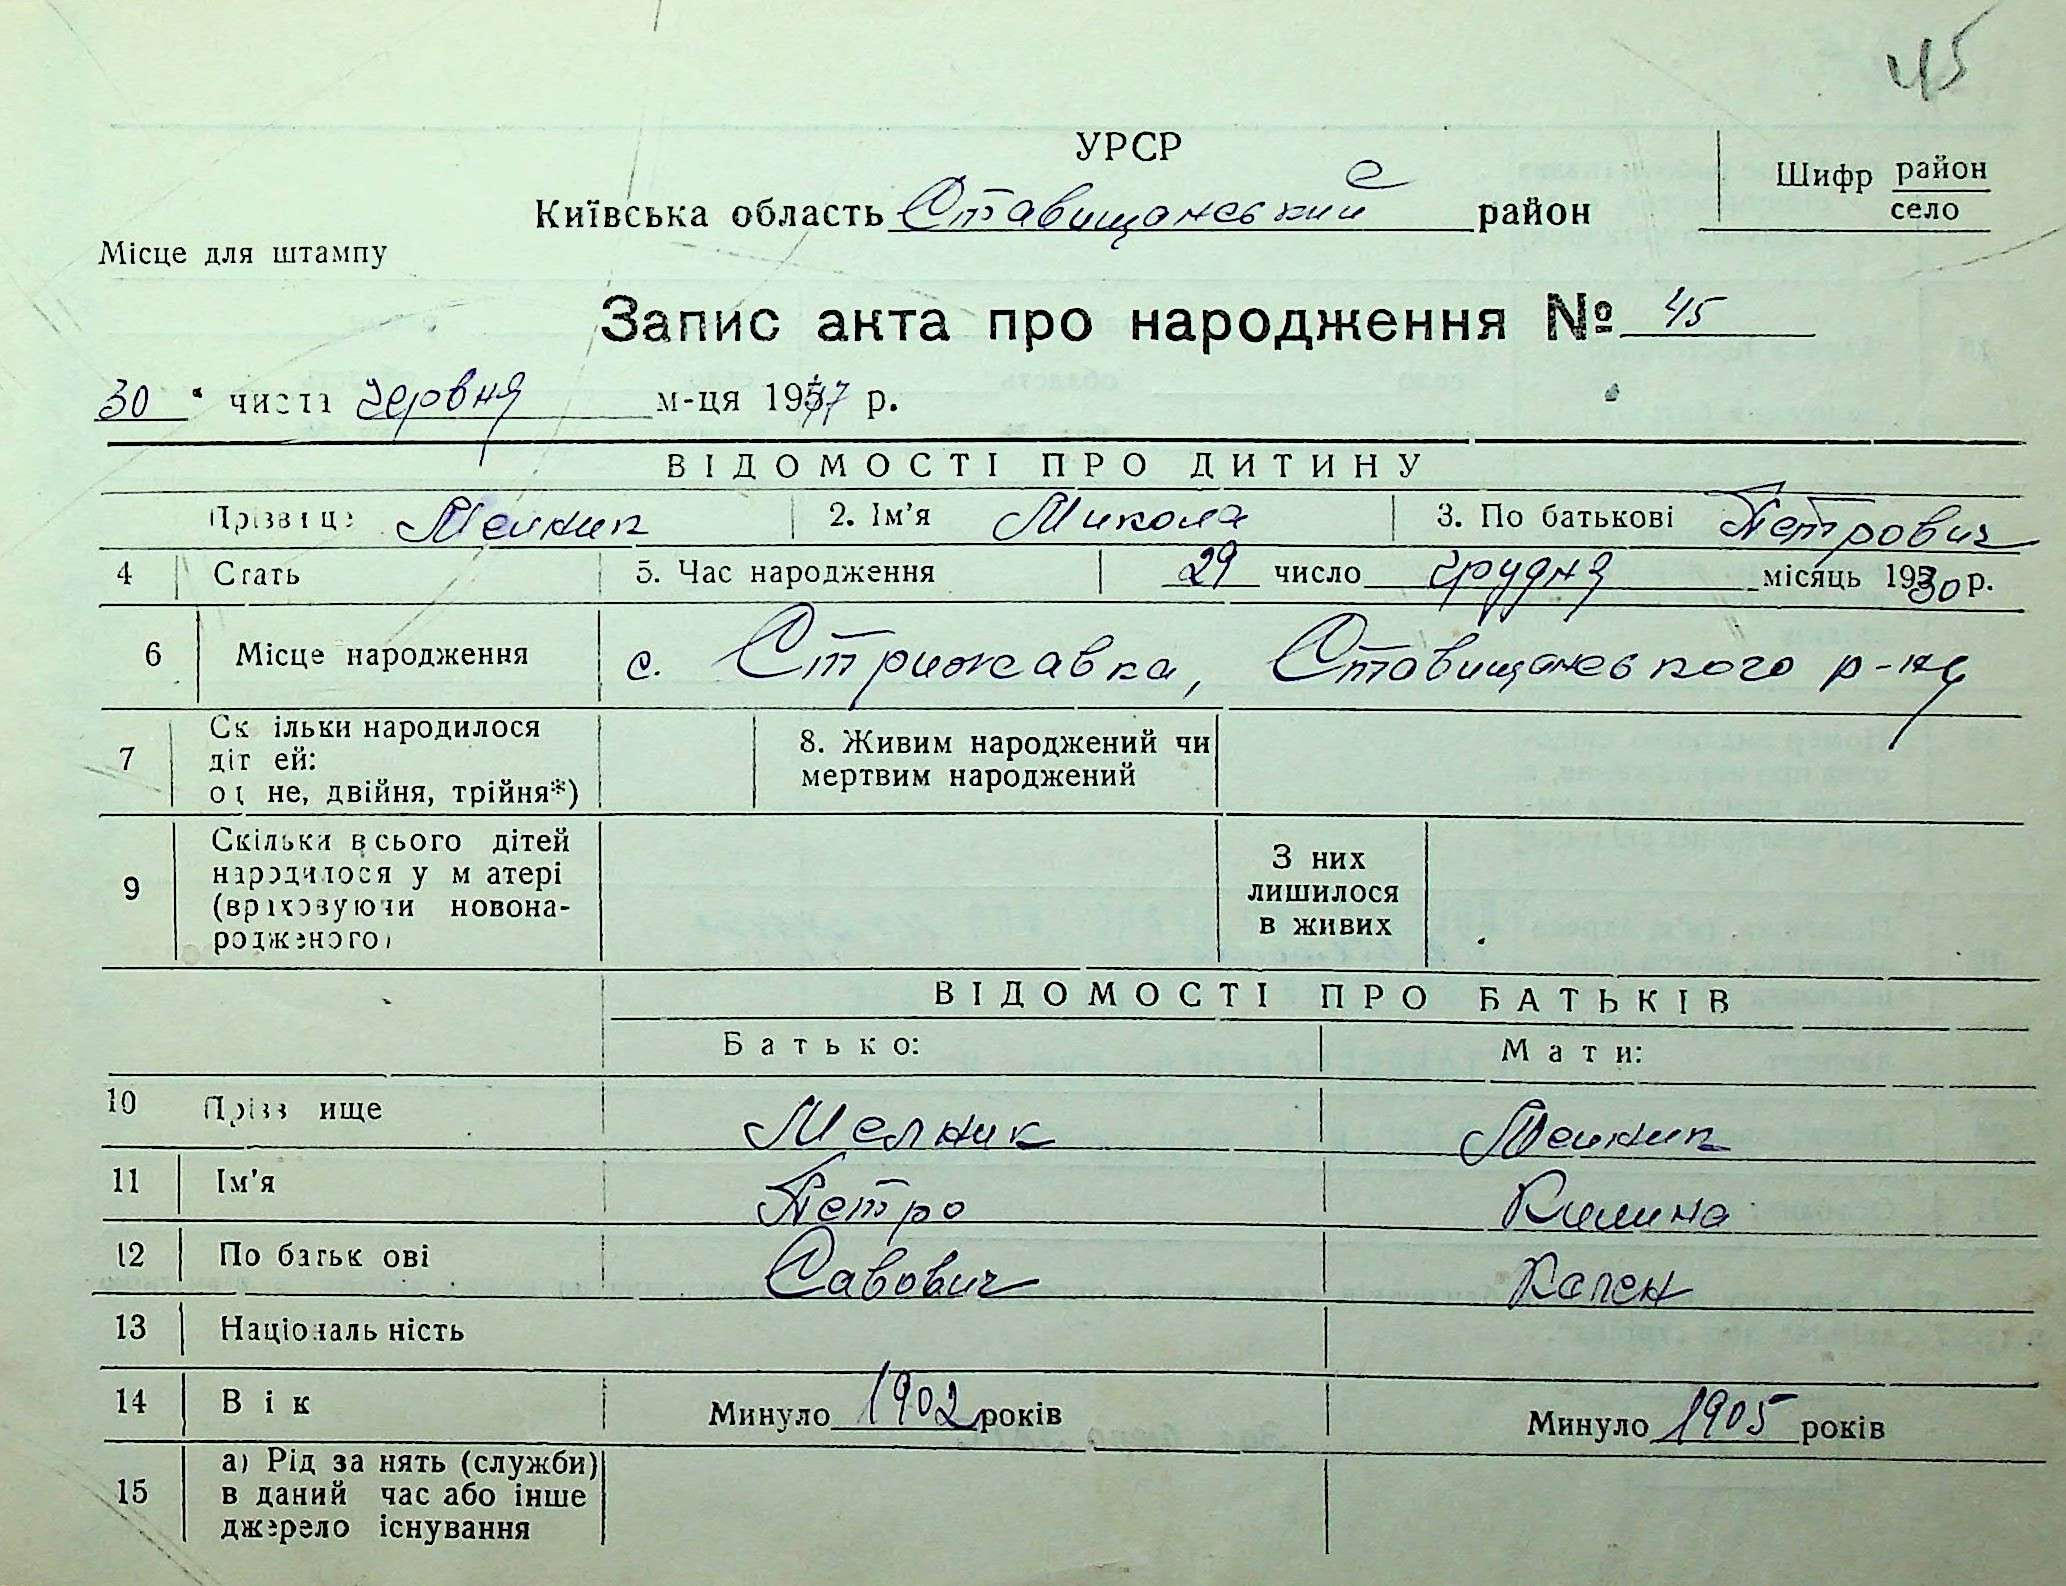 45
УРСР
Київська область Ставищанський район
Шифр район
село
Місце для штампу
Запис акта про народження № 45
30 " числа червня м-ця 1947 р.
ВІДОМОСТІ ПРО ДИТИНУ
Прізвище Мелник 2. Ім'я Микола 3. По батькові Петрович
4 Стать 5. Час народження 29 число грудня місяць 1930 р.
6 Місце народження с. Стрижавка, Ставищанського р-ну
7 Скільки народилося дітей: одне, двійня, трійня*) 8. Живим народжений чи мертвим народжений
9 Скільки всього дітей народилося у матері (враховуючи новонародженого) З них лишилося в живих
ВІДОМОСТІ ПРО БАТЬКІВ
Батько: Мати:
10 Прізвище Мелник Мелник
11 Ім'я Петро Килина
12 По батькові Савович
13 Національність
14 Вік Минуло 1902 років Минуло 1905 років
15 а) Рід занять (служби) в даний час або інше джерело існування